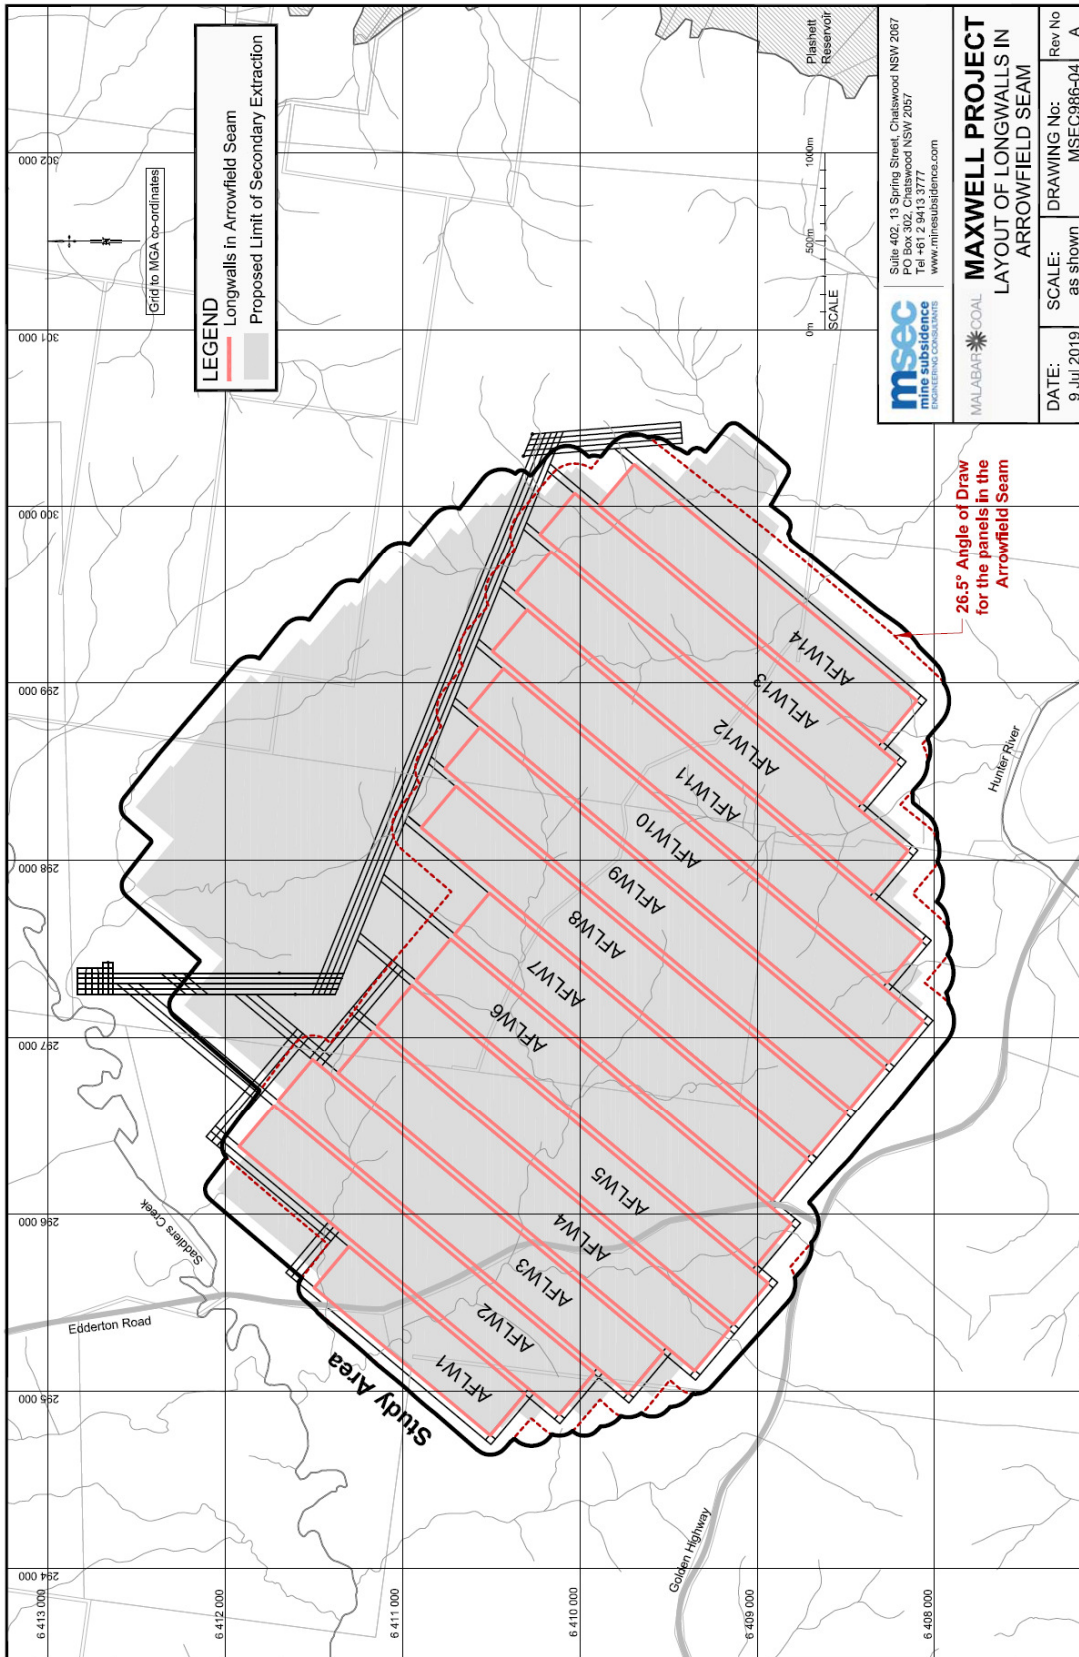 302 000
301 000
300 000
299 000
298 000
297 000
296 000
295 000
294 000
6 413 000
6 412 000
6 411 000
6 410 000
6 409 000
6 408 000
Grid to MGA co-ordinates
LEGEND
Longwalls in Arrowfield Seam
Proposed Limit of Secondary Extraction
Plashett
Reservoir
0m
500m
1000m
SCALE
Study Area
Edderton Road
Saddlers Creek
Golden Highway
Hunter River
AFLW1
AFLW2
AFLW3
AFLW4
AFLW5
AFLW6
AFLW7
AFLW8
AFLW9
AFLW10
AFLW11
AFLW12
AFLW13
AFLW14
26.5° Angle of Draw
for the panels in the
Arrowfield Seam
msec
mine subsidence
ENGINEERING CONSULTANTS
Suite 402, 13 Spring Street, Chatswood NSW 2067
PO Box 302, Chatswood NSW 2057
Tel +61 2 9413 3777
www.minesubsidence.com
MALABAR COAL
MAXWELL PROJECT
LAYOUT OF LONGWALLS IN
ARROWFIELD SEAM
DATE:
9 Jul 2019
SCALE:
as shown
DRAWING No:
MSEC986-04
Rev No
A